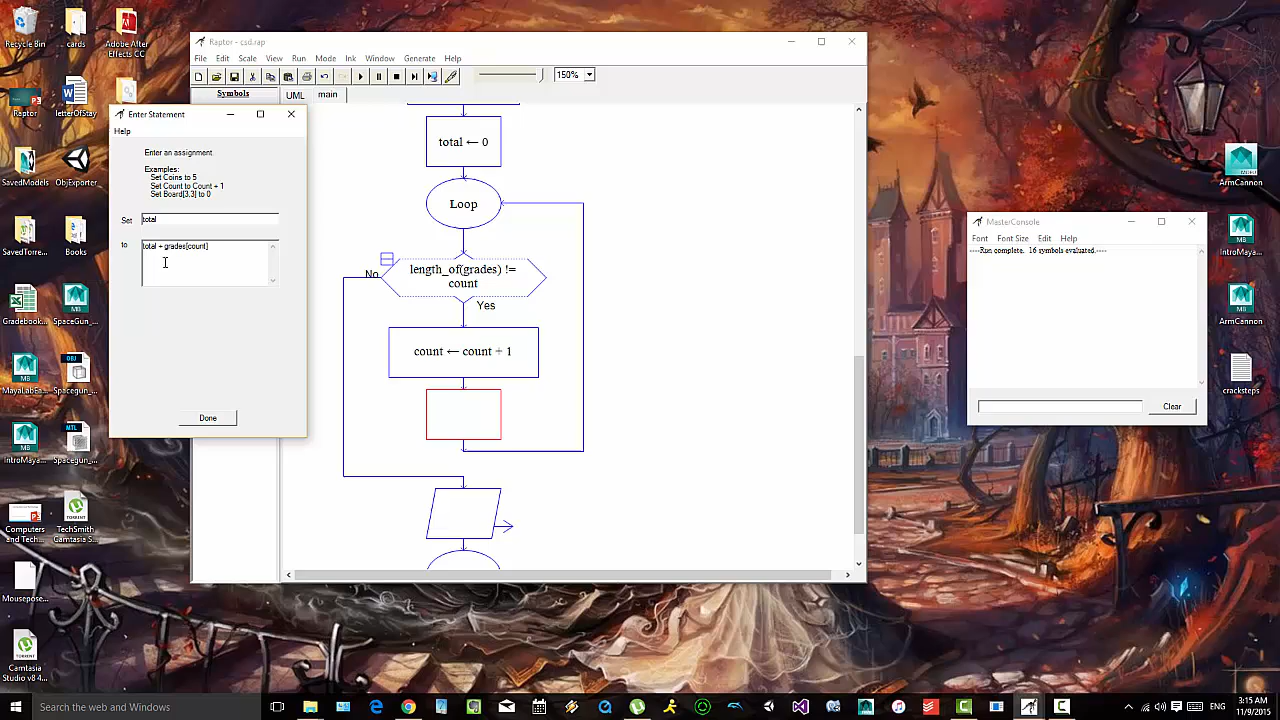 Recycle Bin
cards
Adobe After
Effects CC
Raptor
letterOfStay
SavedModels
ObjExporter
SavedTorre...
Books
Gradebook...
SpaceGun_...
MayaLabEx...
Spacegun_...
IntroMaya...
Spacegun_...
Computers
and Tech...
TechSmith
Camtasia S...
Mousepose...
Camtasia
Studio v8 4...
Enter Statement
Help
Enter an assignment.
Examples:
Set Coins to 5
Set Count to Count + 1
Set Board[3,3] to 0
Set
total
to
total + grades[count]
Done
Raptor - csd.rap
File Edit Scale View Run Mode Ink Window Generate Help
150%
Symbols
UML
main
total ← 0
Loop
length_of(grades) !=
count
No
Yes
count ← count + 1
MasterConsole
Font Font Size Edit Help
----Run complete. 16 symbols evaluated.----
Clear
ArmCannon
IntroMaya...
ArmCannon
cracksteps
Search the web and Windows
3:15 AM
11/9/2015